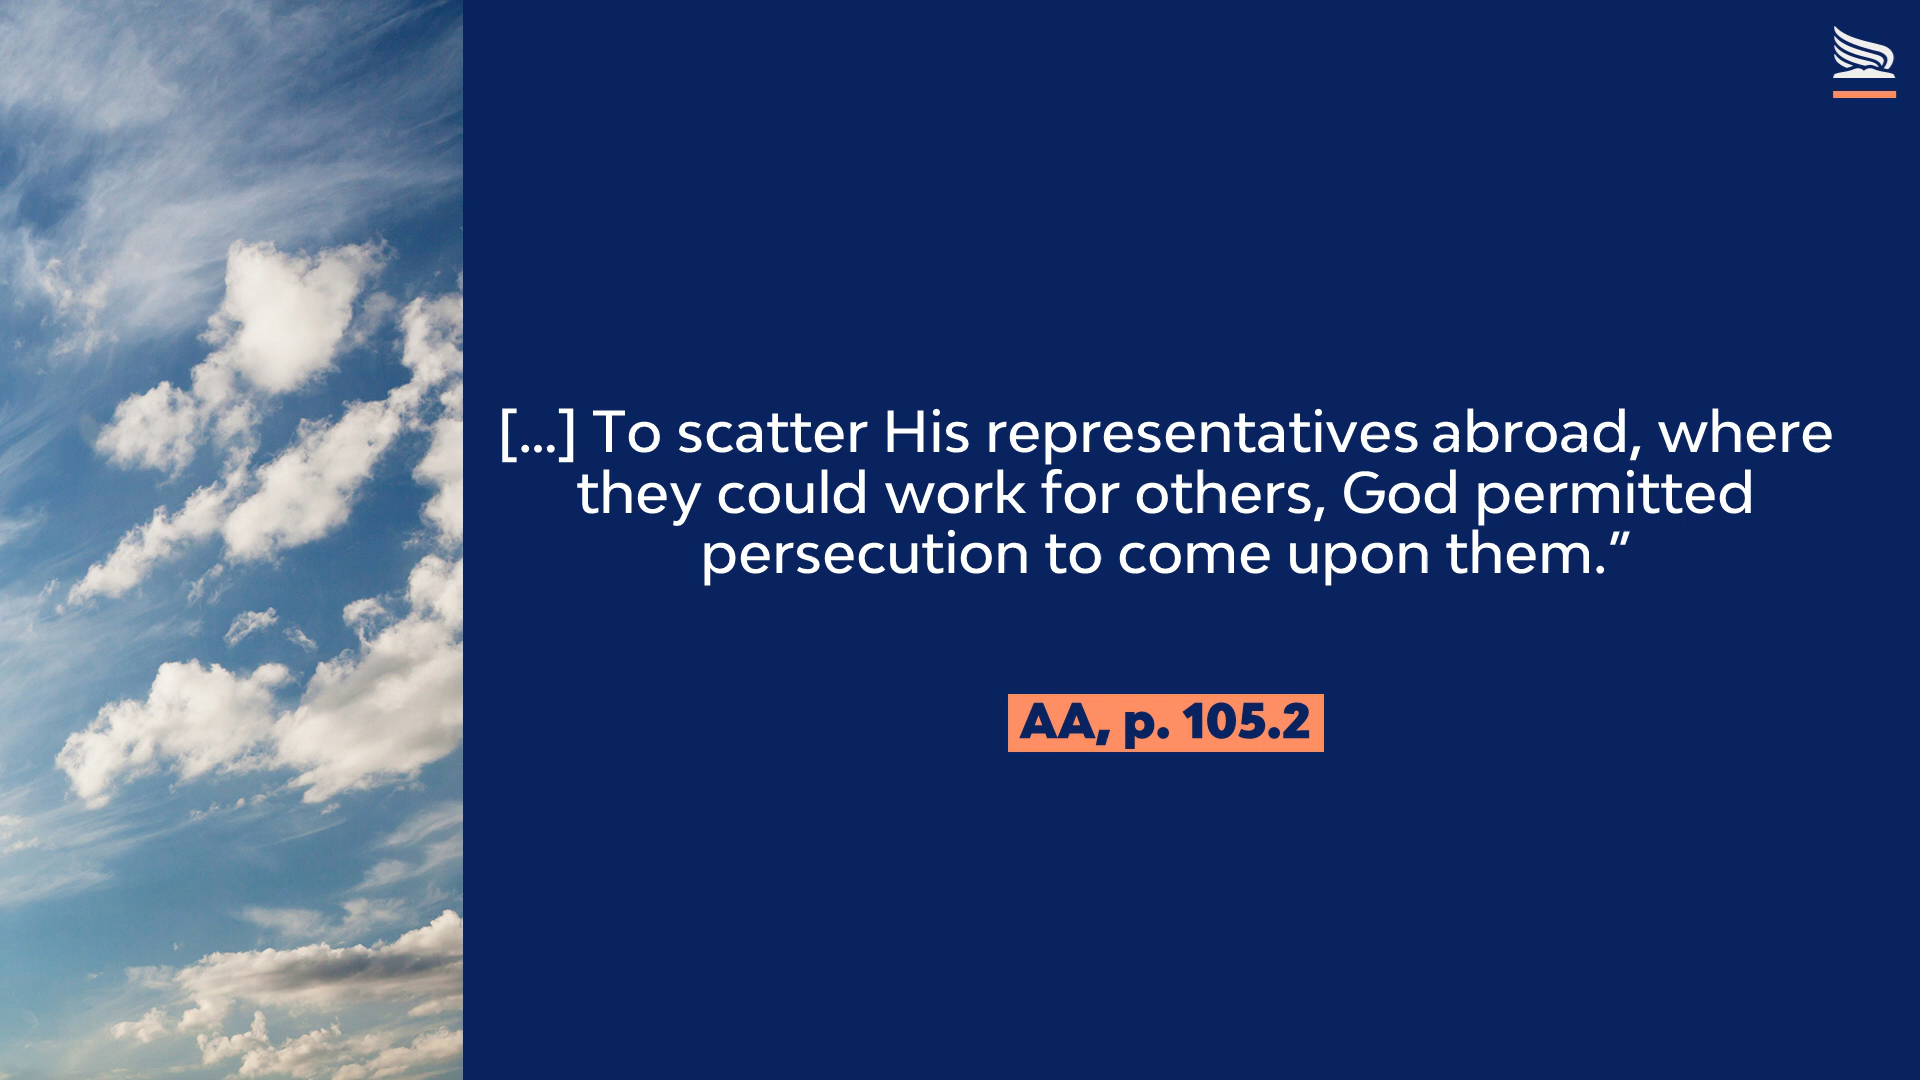 [...] To scatter His representatives abroad, where
they could work for others, God permitted
persecution to come upon them.”
AA, p. 105.2